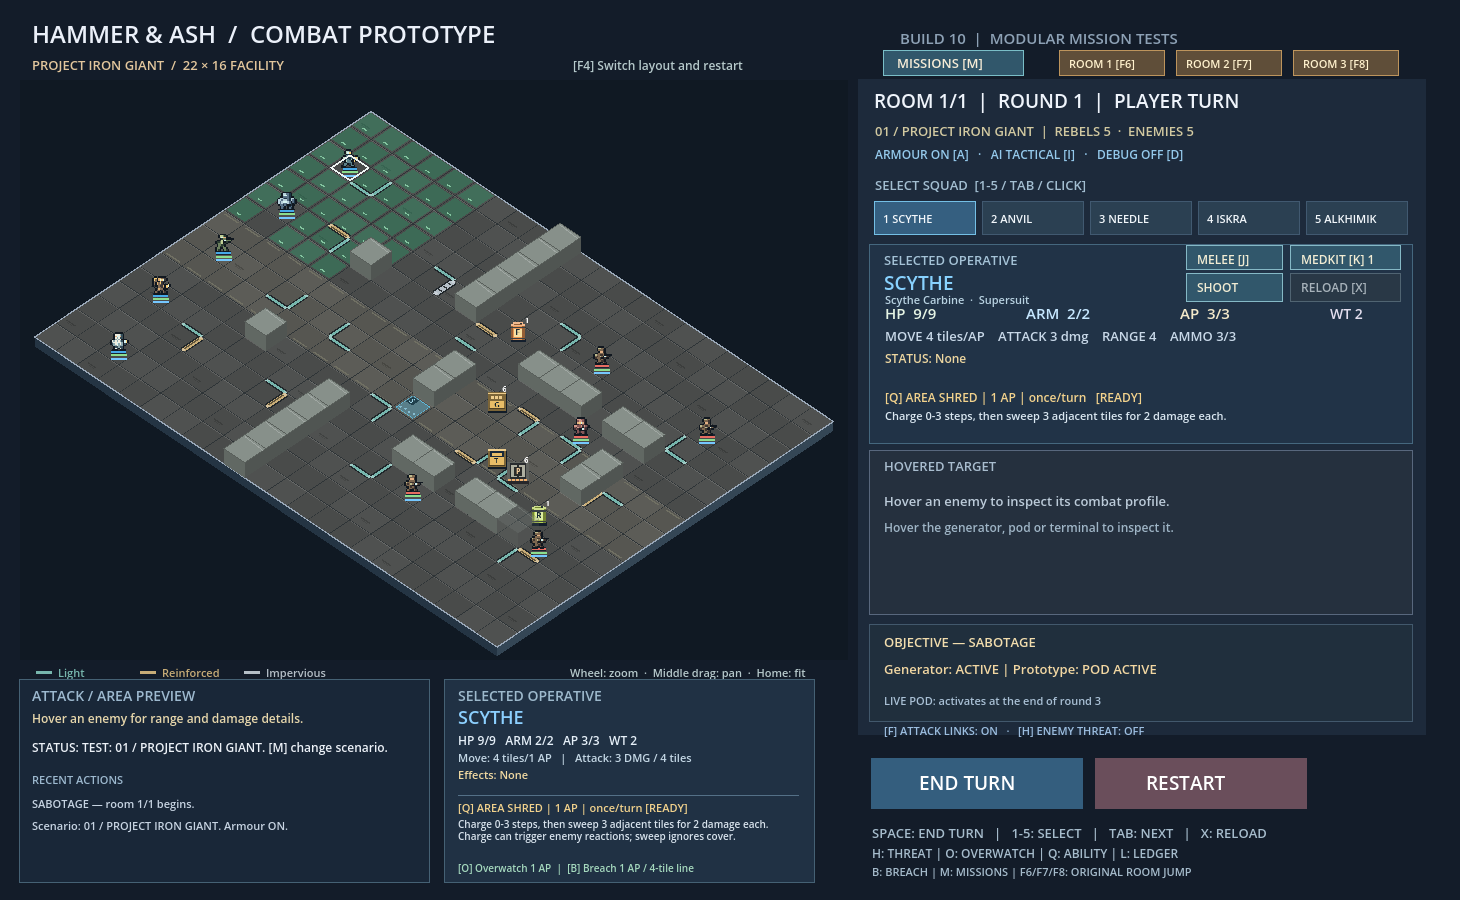 HAMMER & ASH / COMBAT PROTOTYPE
PROJECT IRON GIANT / 22 × 16 FACILITY
[F4] Switch layout and restart
BUILD 10 | MODULAR MISSION TESTS
MISSIONS [M]
ROOM 1 [F6]
ROOM 2 [F7]
ROOM 3 [F8]
ROOM 1/1 | ROUND 1 | PLAYER TURN
01 / PROJECT IRON GIANT | REBELS 5 · ENEMIES 5
ARMOUR ON [A] · AI TACTICAL [I] · DEBUG OFF [D]
SELECT SQUAD [1-5 / TAB / CLICK]
1 SCYTHE
2 ANVIL
3 NEEDLE
4 ISKRA
5 ALKHIMIK
SELECTED OPERATIVE
SCYTHE
Scythe Carbine · Supersuit
MELEE [J]
MEDKIT [K] 1
SHOOT
RELOAD [X]
HP 9/9 ARM 2/2 AP 3/3 WT 2
MOVE 4 tiles/AP ATTACK 3 dmg RANGE 4 AMMO 3/3
STATUS: None
[Q] AREA SHRED | 1 AP | once/turn [READY]
Charge 0-3 steps, then sweep 3 adjacent tiles for 2 damage each.
HOVERED TARGET
Hover an enemy to inspect its combat profile.
Hover the generator, pod or terminal to inspect it.
OBJECTIVE — SABOTAGE
Generator: ACTIVE | Prototype: POD ACTIVE
LIVE POD: activates at the end of round 3
[F] ATTACK LINKS: ON · [H] ENEMY THREAT: OFF
END TURN
RESTART
SPACE: END TURN | 1-5: SELECT | TAB: NEXT | X: RELOAD
H: THREAT | O: OVERWATCH | Q: ABILITY | L: LEDGER
B: BREACH | M: MISSIONS | F6/F7/F8: ORIGINAL ROOM JUMP
1
F
S
6
G
T
6
P
1
R
Light
Reinforced
Impervious
Wheel: zoom · Middle drag: pan · Home: fit
ATTACK / AREA PREVIEW
Hover an enemy for range and damage details.
STATUS: TEST: 01 / PROJECT IRON GIANT. [M] change scenario.
RECENT ACTIONS
SABOTAGE — room 1/1 begins.
Scenario: 01 / PROJECT IRON GIANT. Armour ON.
SELECTED OPERATIVE
SCYTHE
HP 9/9 ARM 2/2 AP 3/3 WT 2
Move: 4 tiles/1 AP | Attack: 3 DMG / 4 tiles
Effects: None
[Q] AREA SHRED | 1 AP | once/turn [READY]
Charge 0-3 steps, then sweep 3 adjacent tiles for 2 damage each.
Charge can trigger enemy reactions; sweep ignores cover.
[O] Overwatch 1 AP | [B] Breach 1 AP / 4-tile line